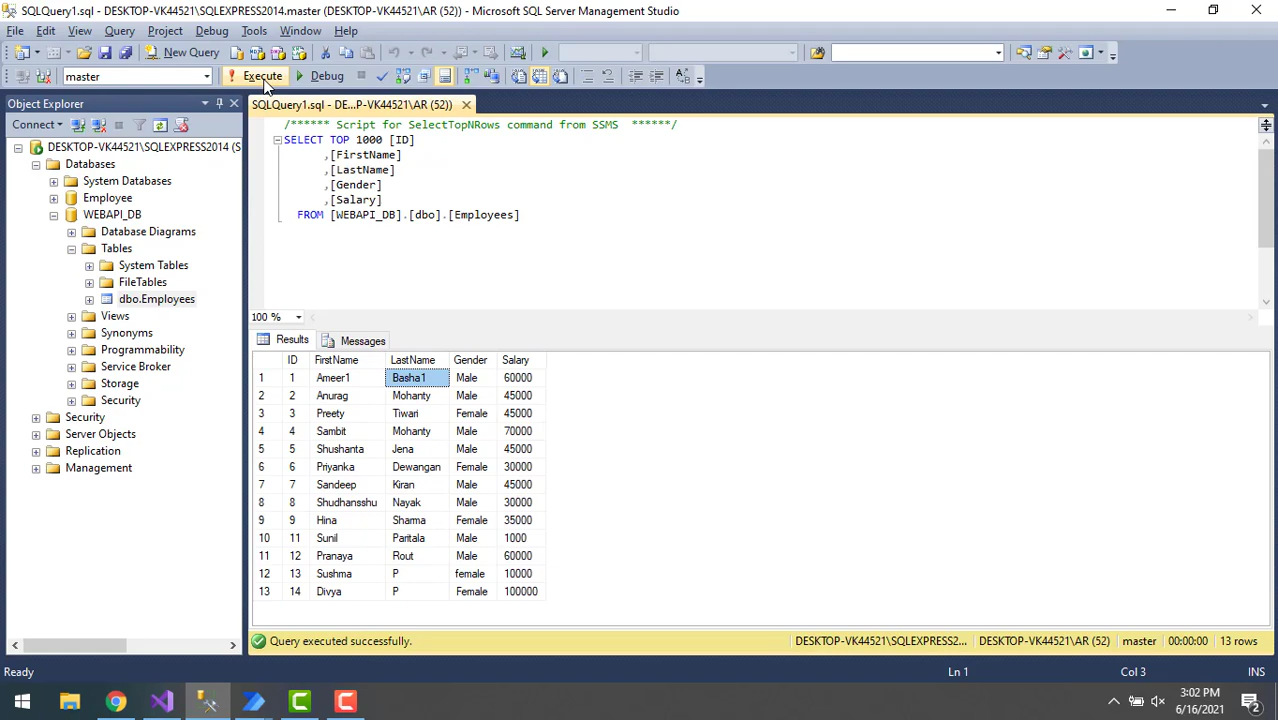 SQLQuery1.sql - DESKTOP-VK44521\SQLEXPRESS2014.master (DESKTOP-VK44521\AR (52)) - Microsoft SQL Server Management Studio
File Edit View Query Project Debug Tools Window Help
New Query
master Execute Debug
Object Explorer
SQLQuery1.sql - DE...P-VK44521\AR (52))
Connect
DESKTOP-VK44521\SQLEXPRESS2014 (S
Databases
System Databases
Employee
WEBAPI_DB
Database Diagrams
Tables
System Tables
FileTables
dbo.Employees
Views
Synonyms
Programmability
Service Broker
Storage
Security
Security
Server Objects
Replication
Management
/****** Script for SelectTopNRows command from SSMS ******/
SELECT TOP 1000 [ID]
,[FirstName]
,[LastName]
,[Gender]
,[Salary]
FROM [WEBAPI_DB].[dbo].[Employees]
100 %
Results Messages
ID FirstName LastName Gender Salary
1 1 Ameer1 Basha1 Male 60000
2 2 Anurag Mohanty Male 45000
3 3 Preety Tiwari Female 45000
4 4 Sambit Mohanty Male 70000
5 5 Shushanta Jena Male 45000
6 6 Priyanka Dewangan Female 30000
7 7 Sandeep Kiran Male 45000
8 8 Shudhansshu Nayak Male 30000
9 9 Hina Sharma Female 35000
10 11 Sunil Paritala Male 1000
11 12 Pranaya Rout Male 60000
12 13 Sushma P female 10000
13 14 Divya P Female 100000
Query executed successfully. DESKTOP-VK44521\SQLEXPRESS2... DESKTOP-VK44521\AR (52) master 00:00:00 13 rows
Ready Ln 1 Col 3 INS
3:02 PM
6/16/2021
2